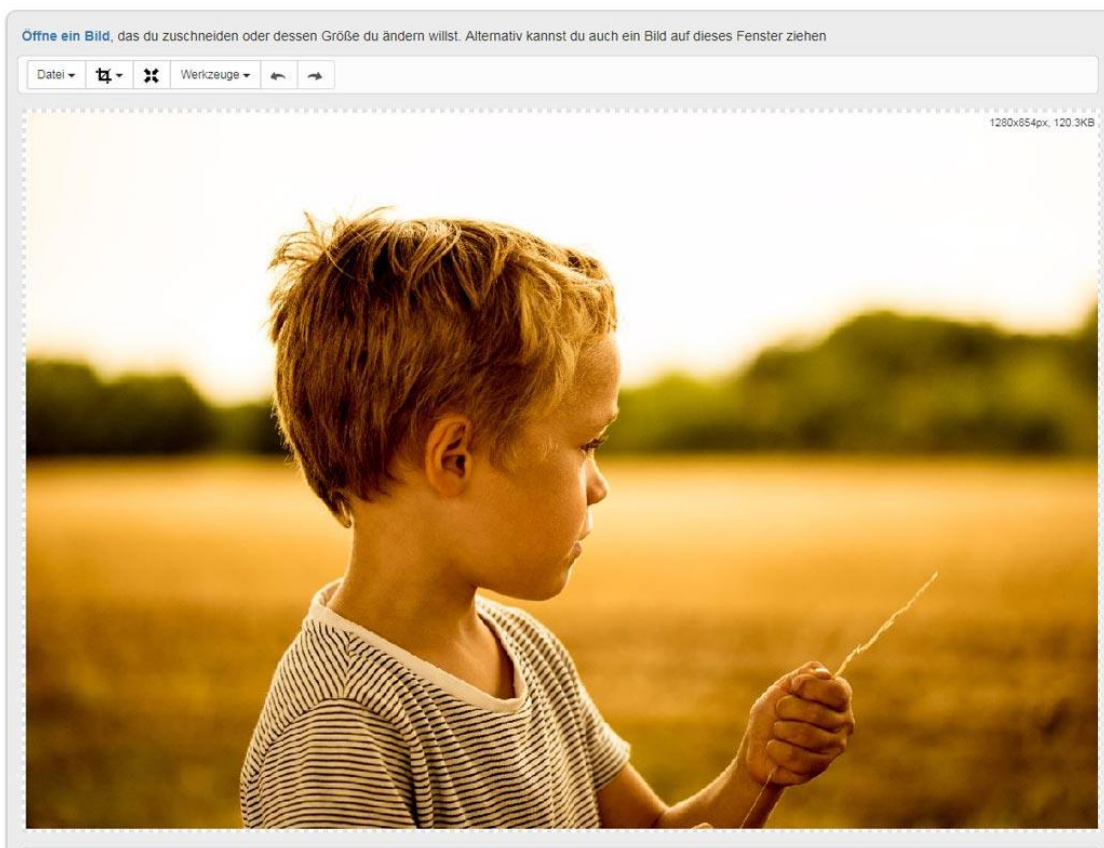 Öffne ein Bild, das du zuschneiden oder dessen Größe du ändern willst. Alternativ kannst du auch ein Bild auf dieses Fenster ziehen
Datei Werkzeuge
1280x854px, 120.3KB